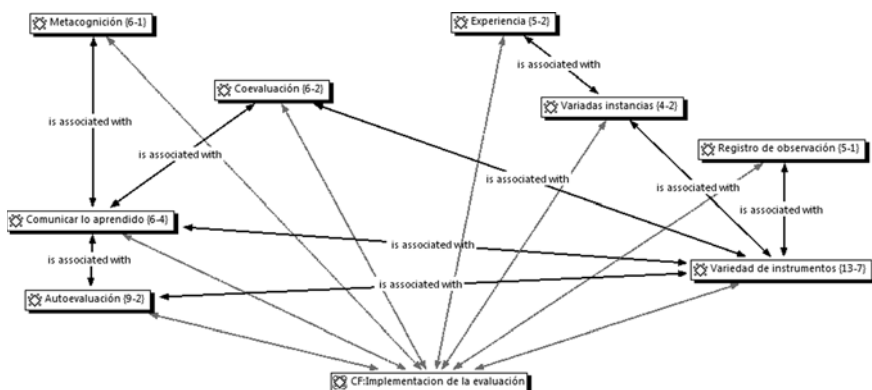 Metacognición (6-1)
Experiencia (5-2)
is associated with
Coevaluación (6-2)
Variadas instancias (4-2)
is associated with
Registro de observación (5-1)
is associated with
is associated with
is associated with
is associated with
Comunicar lo aprendido (6-4)
is associated with
is associated with
Variedad de instrumentos (13-7)
is associated with
Autoevaluación (9-2)
CF:Implementacion de la evaluación